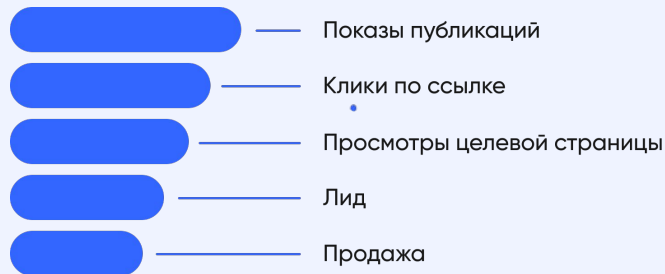 Показы публикаций
Клики по ссылке
Просмотры целевой страницы
Лид
Продажа